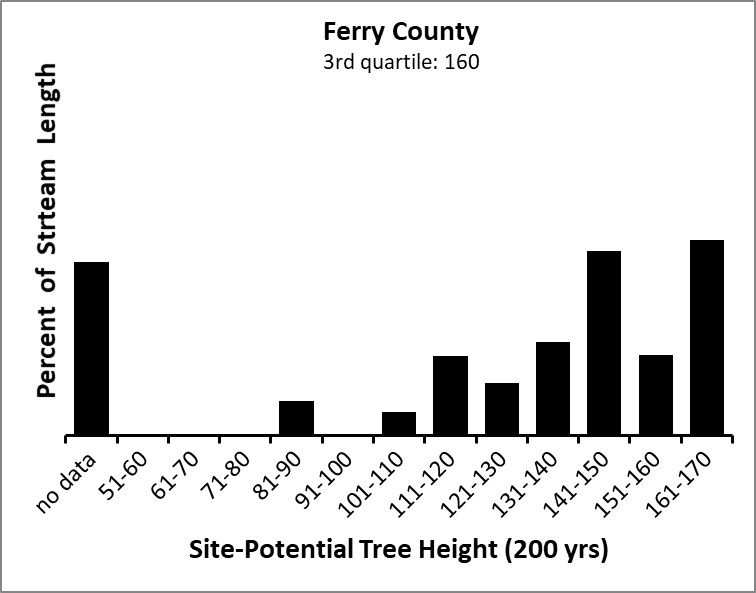 Ferry County
3rd quartile: 160
Percent of Strteam Length
no data
51-60
61-70
71-80
81-90
91-100
101-110
111-120
121-130
131-140
141-150
151-160
161-170
Site-Potential Tree Height (200 yrs)